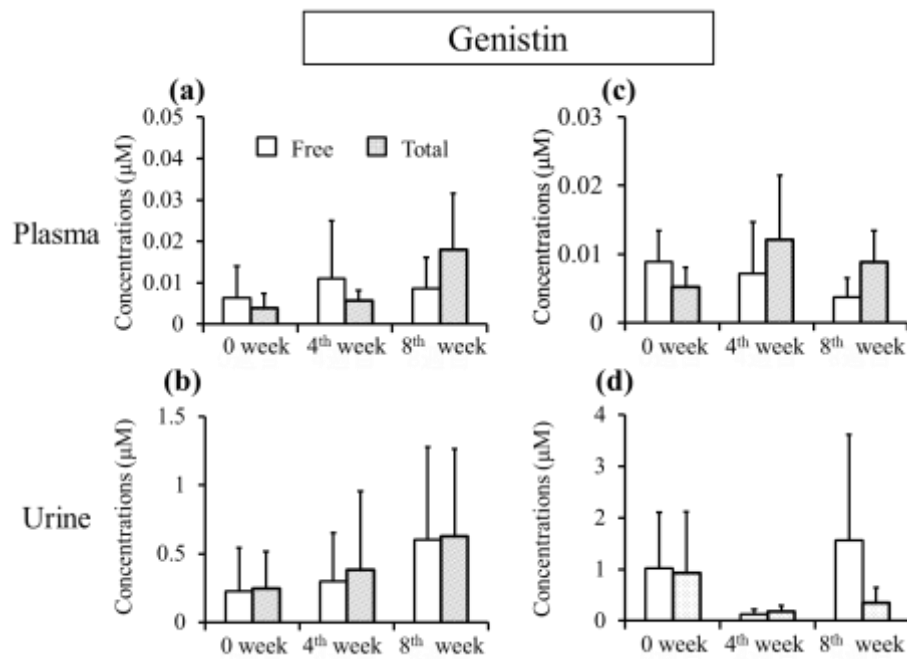 Genistin
(a)
(c)
Concentrations (μM)
0.05
0.04
0.03
0.02
0.01
0
Free
Total
0 week
4th week
8th week
Concentrations (μM)
0.03
0.02
0.01
0
0 week
4th week
8th week
Plasma
(b)
(d)
Concentrations (μM)
1.5
1
0.5
0
0 week
4th week
8th week
Concentrations (μM)
4
3
2
1
0
0 week
4th week
8th week
Urine